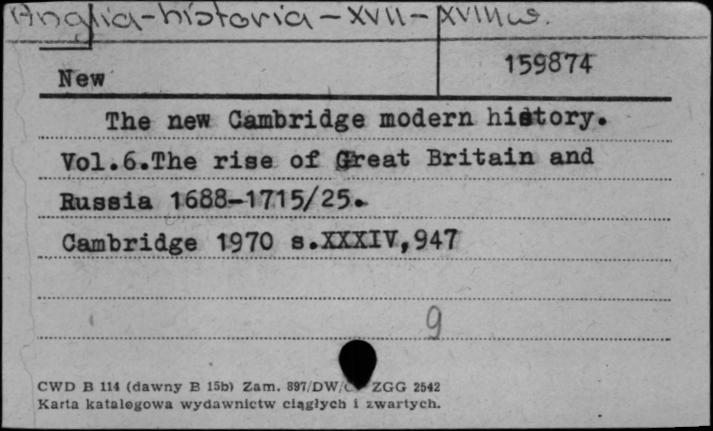 Anglia-historia-XVII-XVIII w.
159874
New
The new Cambridge modern history.
Vol.6.The rise of Great Britain and
Russia 1688-1715/25.
Cambridge 1970 s.XXXIV,947
9
CWD B 114 (dawny B 15b) Zam. 897/DW/ ZGG 2542
Karta katalogowa wydawnictw ciągłych i zwartych.